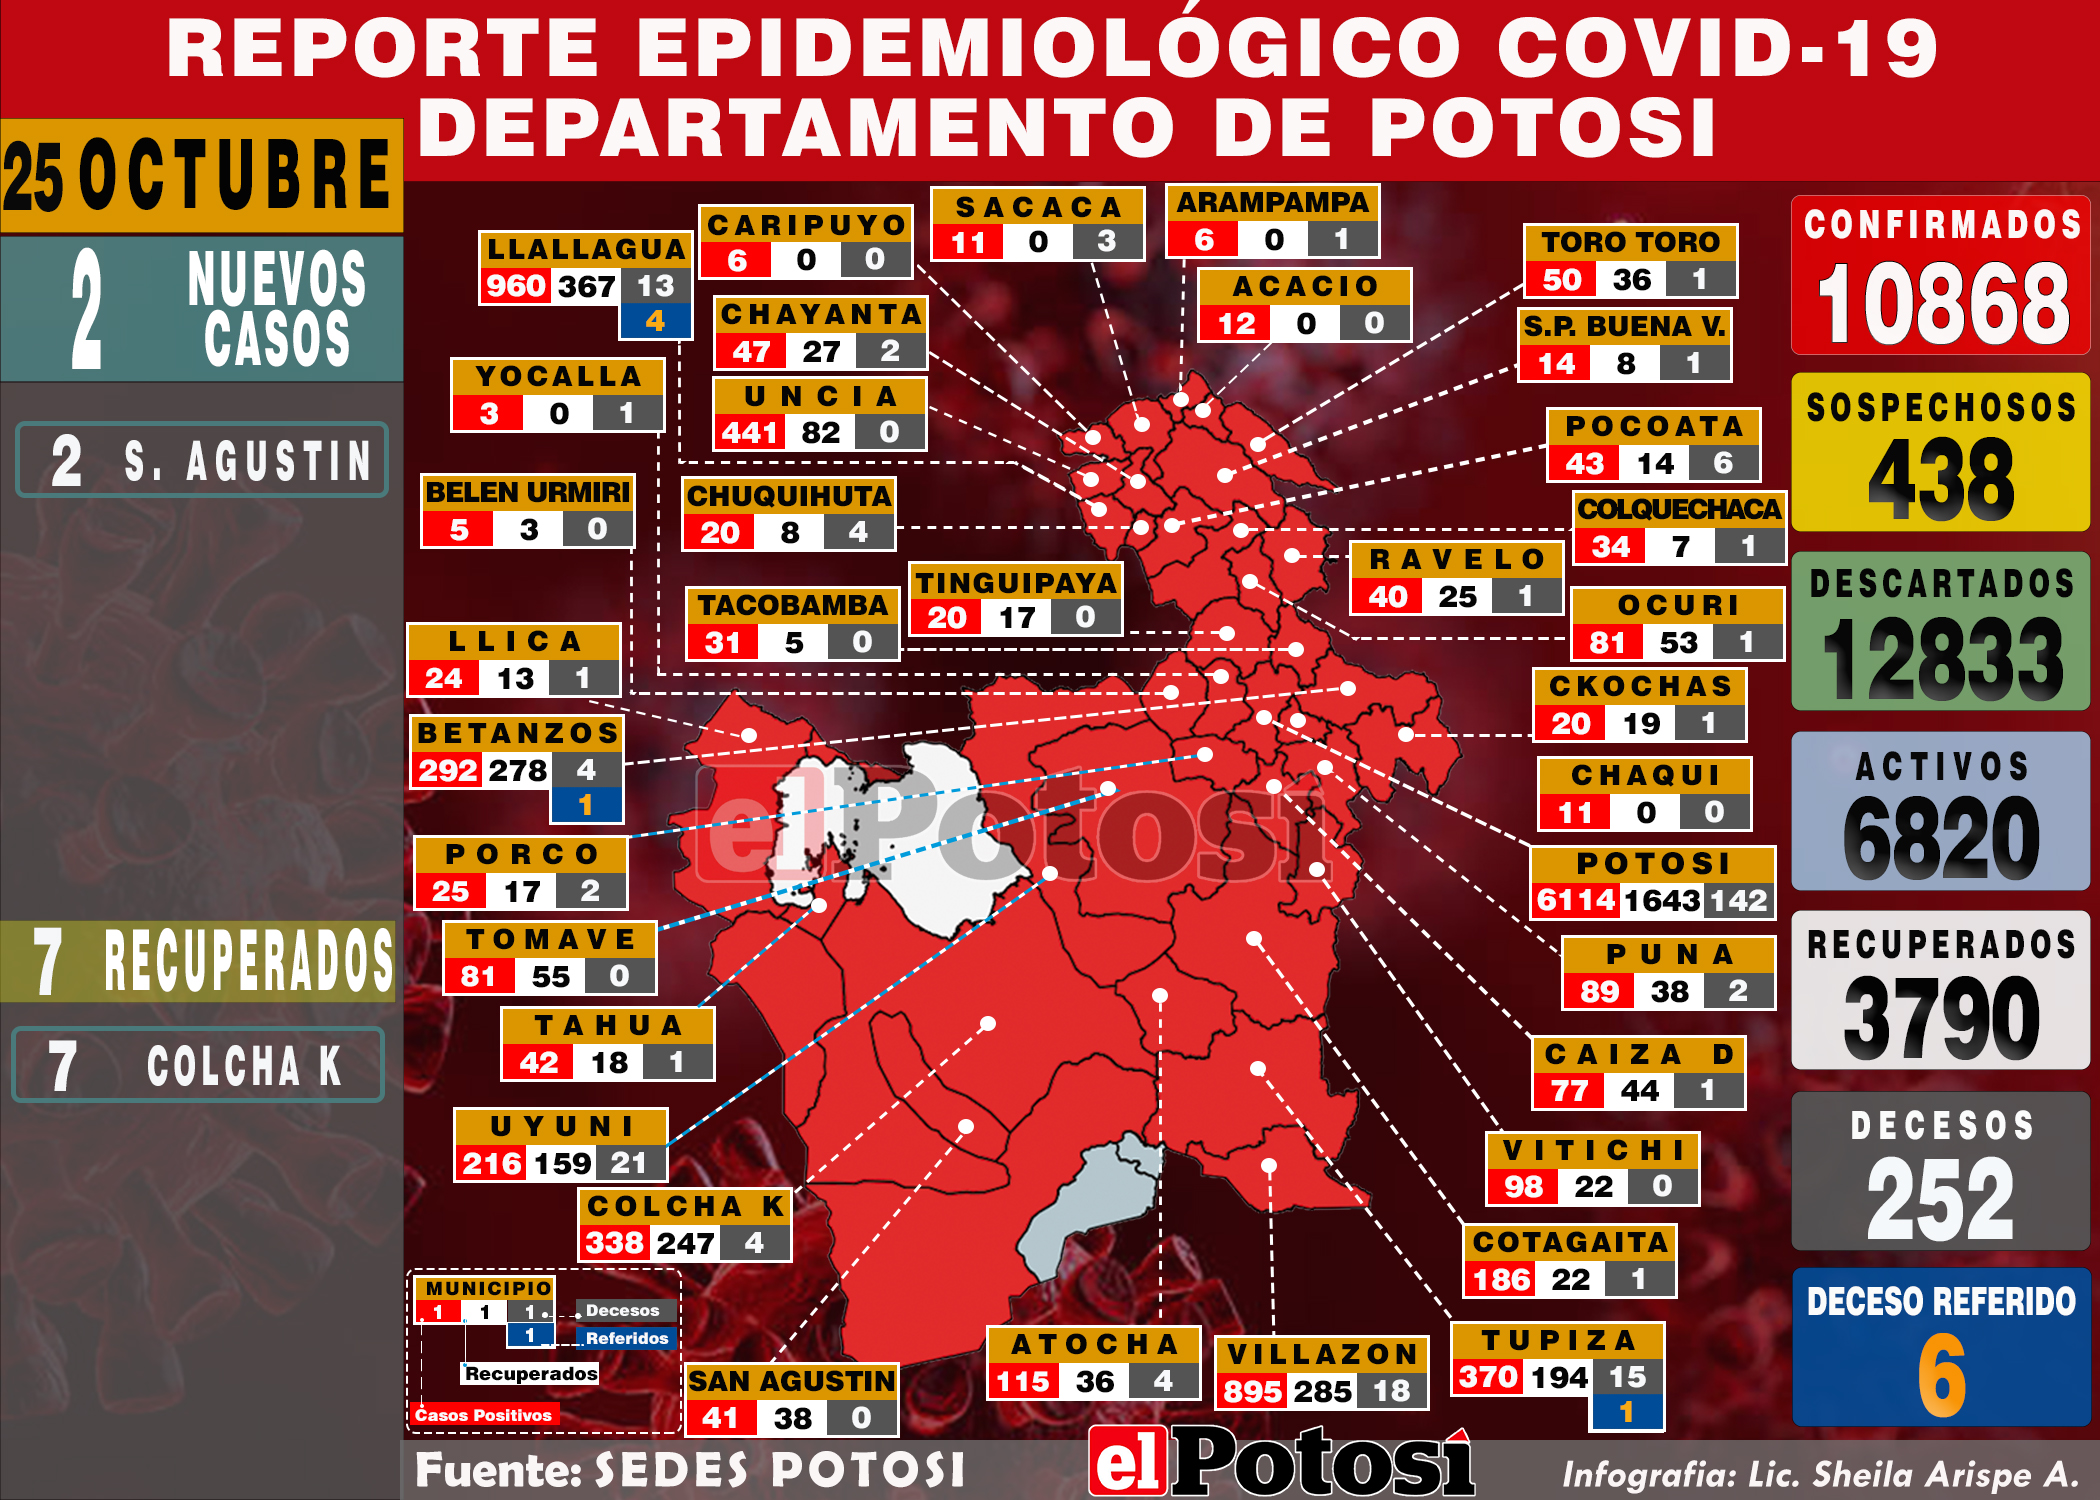 REPORTE EPIDEMIOLÓGICO COVID-19
DEPARTAMENTO DE POTOSI
25 OCTUBRE
2 NUEVOS
CASOS
2 S. AGUSTIN
7 RECUPERADOS
7 COLCHA K
LLALLAGUA
960 367 13
4
CARIPUYO
6 0 0
SACACA
11 0 3
ARAMPAMPA
6 0 1
ACACIO
12 0 0
TORO TORO
50 36 1
S.P. BUENA V.
14 8 1
CHAYANTA
47 27 2
UNCIA
441 82 0
YOCALLA
3 0 1
POCOATA
43 14 6
BELEN URMIRI
5 3 0
CHUQUIHUTA
20 8 4
COLQUECHACA
34 7 1
RAVELO
40 25 1
TINGUIPAYA
20 17 0
TACOBAMBA
31 5 0
OCURI
81 53 1
LLICA
24 13 1
CKOCHAS
20 19 1
BETANZOS
292 278 4
1
CHAQUI
11 0 0
PORCO
25 17 2
POTOSI
6114 1643 142
TOMAVE
81 55 0
PUNA
89 38 2
TAHUA
42 18 1
CAIZA D
77 44 1
UYUNI
216 159 21
VITICHI
98 22 0
COLCHA K
338 247 4
COTAGAITA
186 22 1
SAN AGUSTIN
41 38 0
ATOCHA
115 36 4
VILLAZON
895 285 18
TUPIZA
370 194 15
1
el Potosí
MUNICIPIO
1 1 1 Decesos
1 Referidos
Recuperados
Casos Positivos
CONFIRMADOS
10868
SOSPECHOSOS
438
DESCARTADOS
12833
ACTIVOS
6820
RECUPERADOS
3790
DECESOS
252
DECESO REFERIDO
6
Fuente: SEDES POTOSI
el Potosí
Infografia: Lic. Sheila Arispe A.